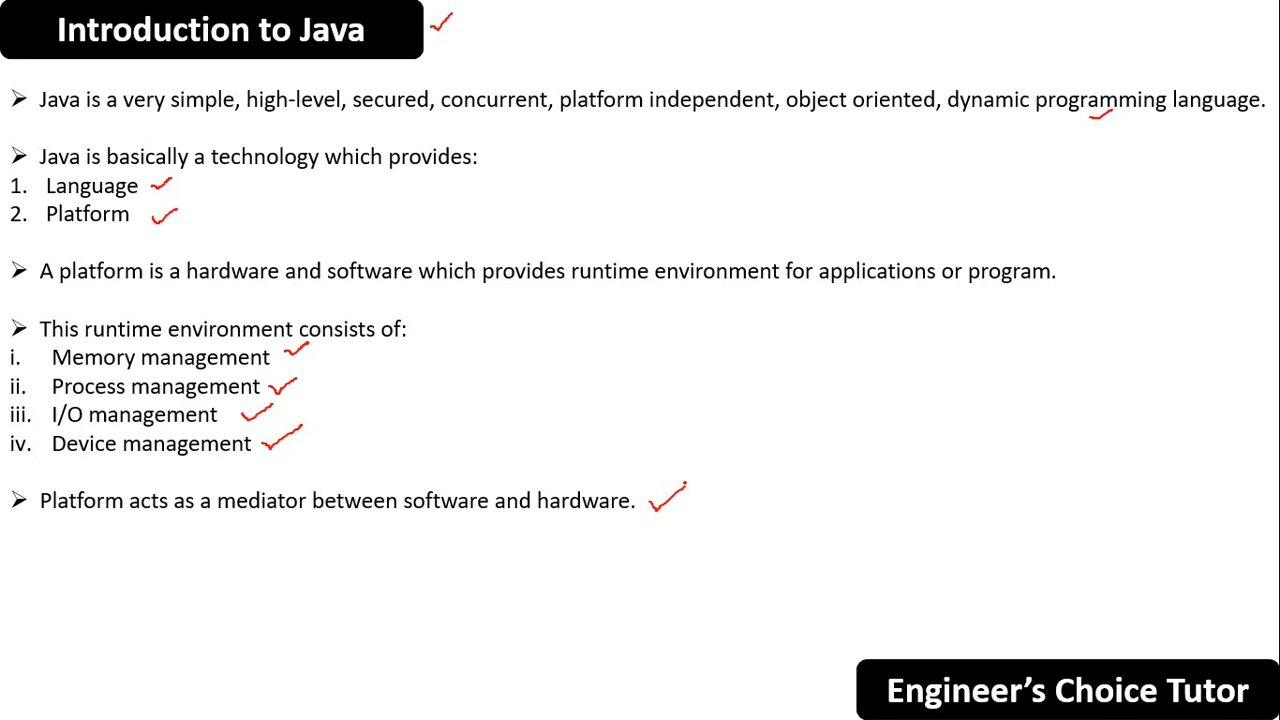 Introduction to Java
➢ Java is a very simple, high-level, secured, concurrent, platform independent, object oriented, dynamic programming language.
➢ Java is basically a technology which provides:
1. Language
2. Platform
➢ A platform is a hardware and software which provides runtime environment for applications or program.
➢ This runtime environment consists of:
i. Memory management
ii. Process management
iii. I/O management
iv. Device management
➢ Platform acts as a mediator between software and hardware.
Engineer’s Choice Tutor